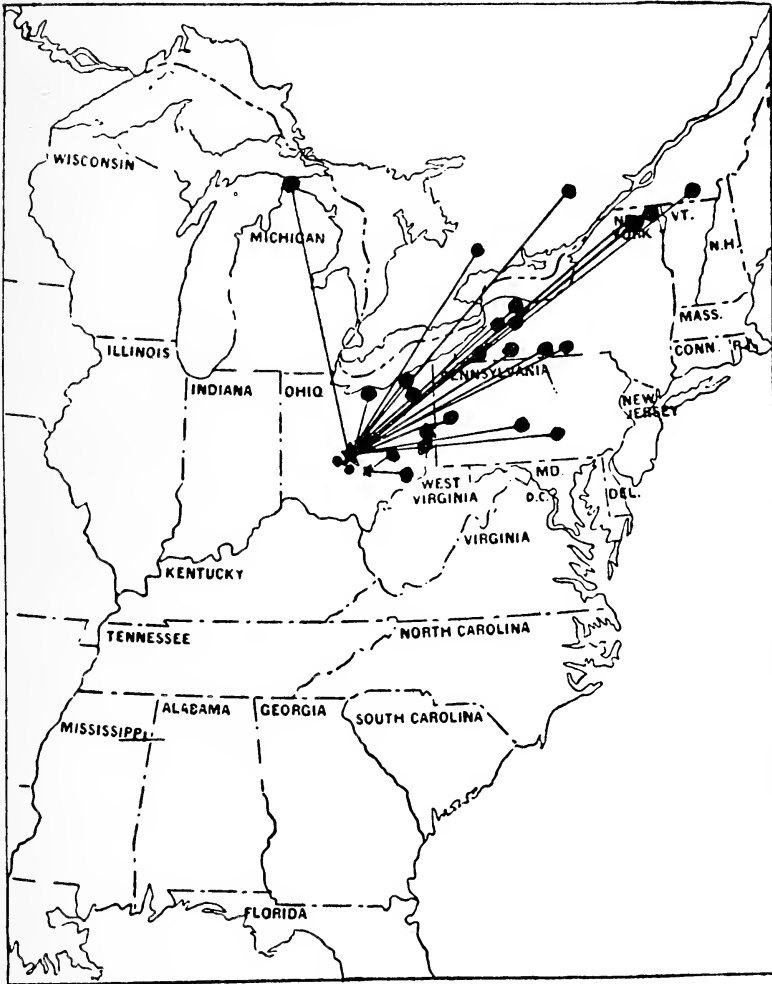 WISCONSIN
MICHIGAN
VT.
N.H.
MASS.
CONN.
ILLINOIS
INDIANA
OHIO
PENNSYLVANIA
NEW
JERSEY
WEST
VIRGINIA
MD.
D.C.
DEL.
VIRGINIA
KENTUCKY
TENNESSEE
NORTH CAROLINA
ALABAMA
GEORGIA
SOUTH CAROLINA
MISSISSIPPI
FLORIDA